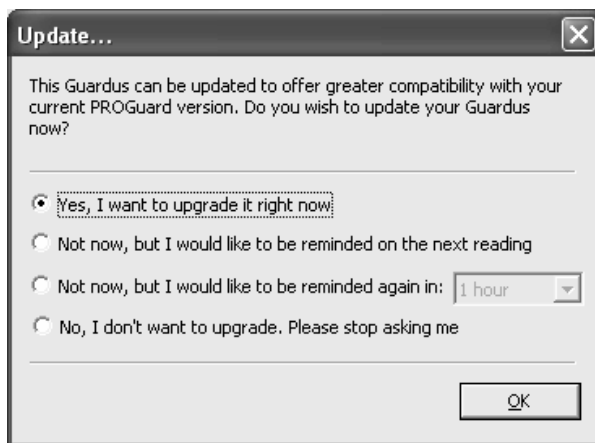 Update...
This Guardus can be updated to offer greater compatibility with your
current PROGuard version. Do you wish to update your Guardus
now?
Yes, I want to upgrade it right now
Not now, but I would like to be reminded on the next reading
Not now, but I would like to be reminded again in: 1 hour
No, I don't want to upgrade. Please stop asking me
OK